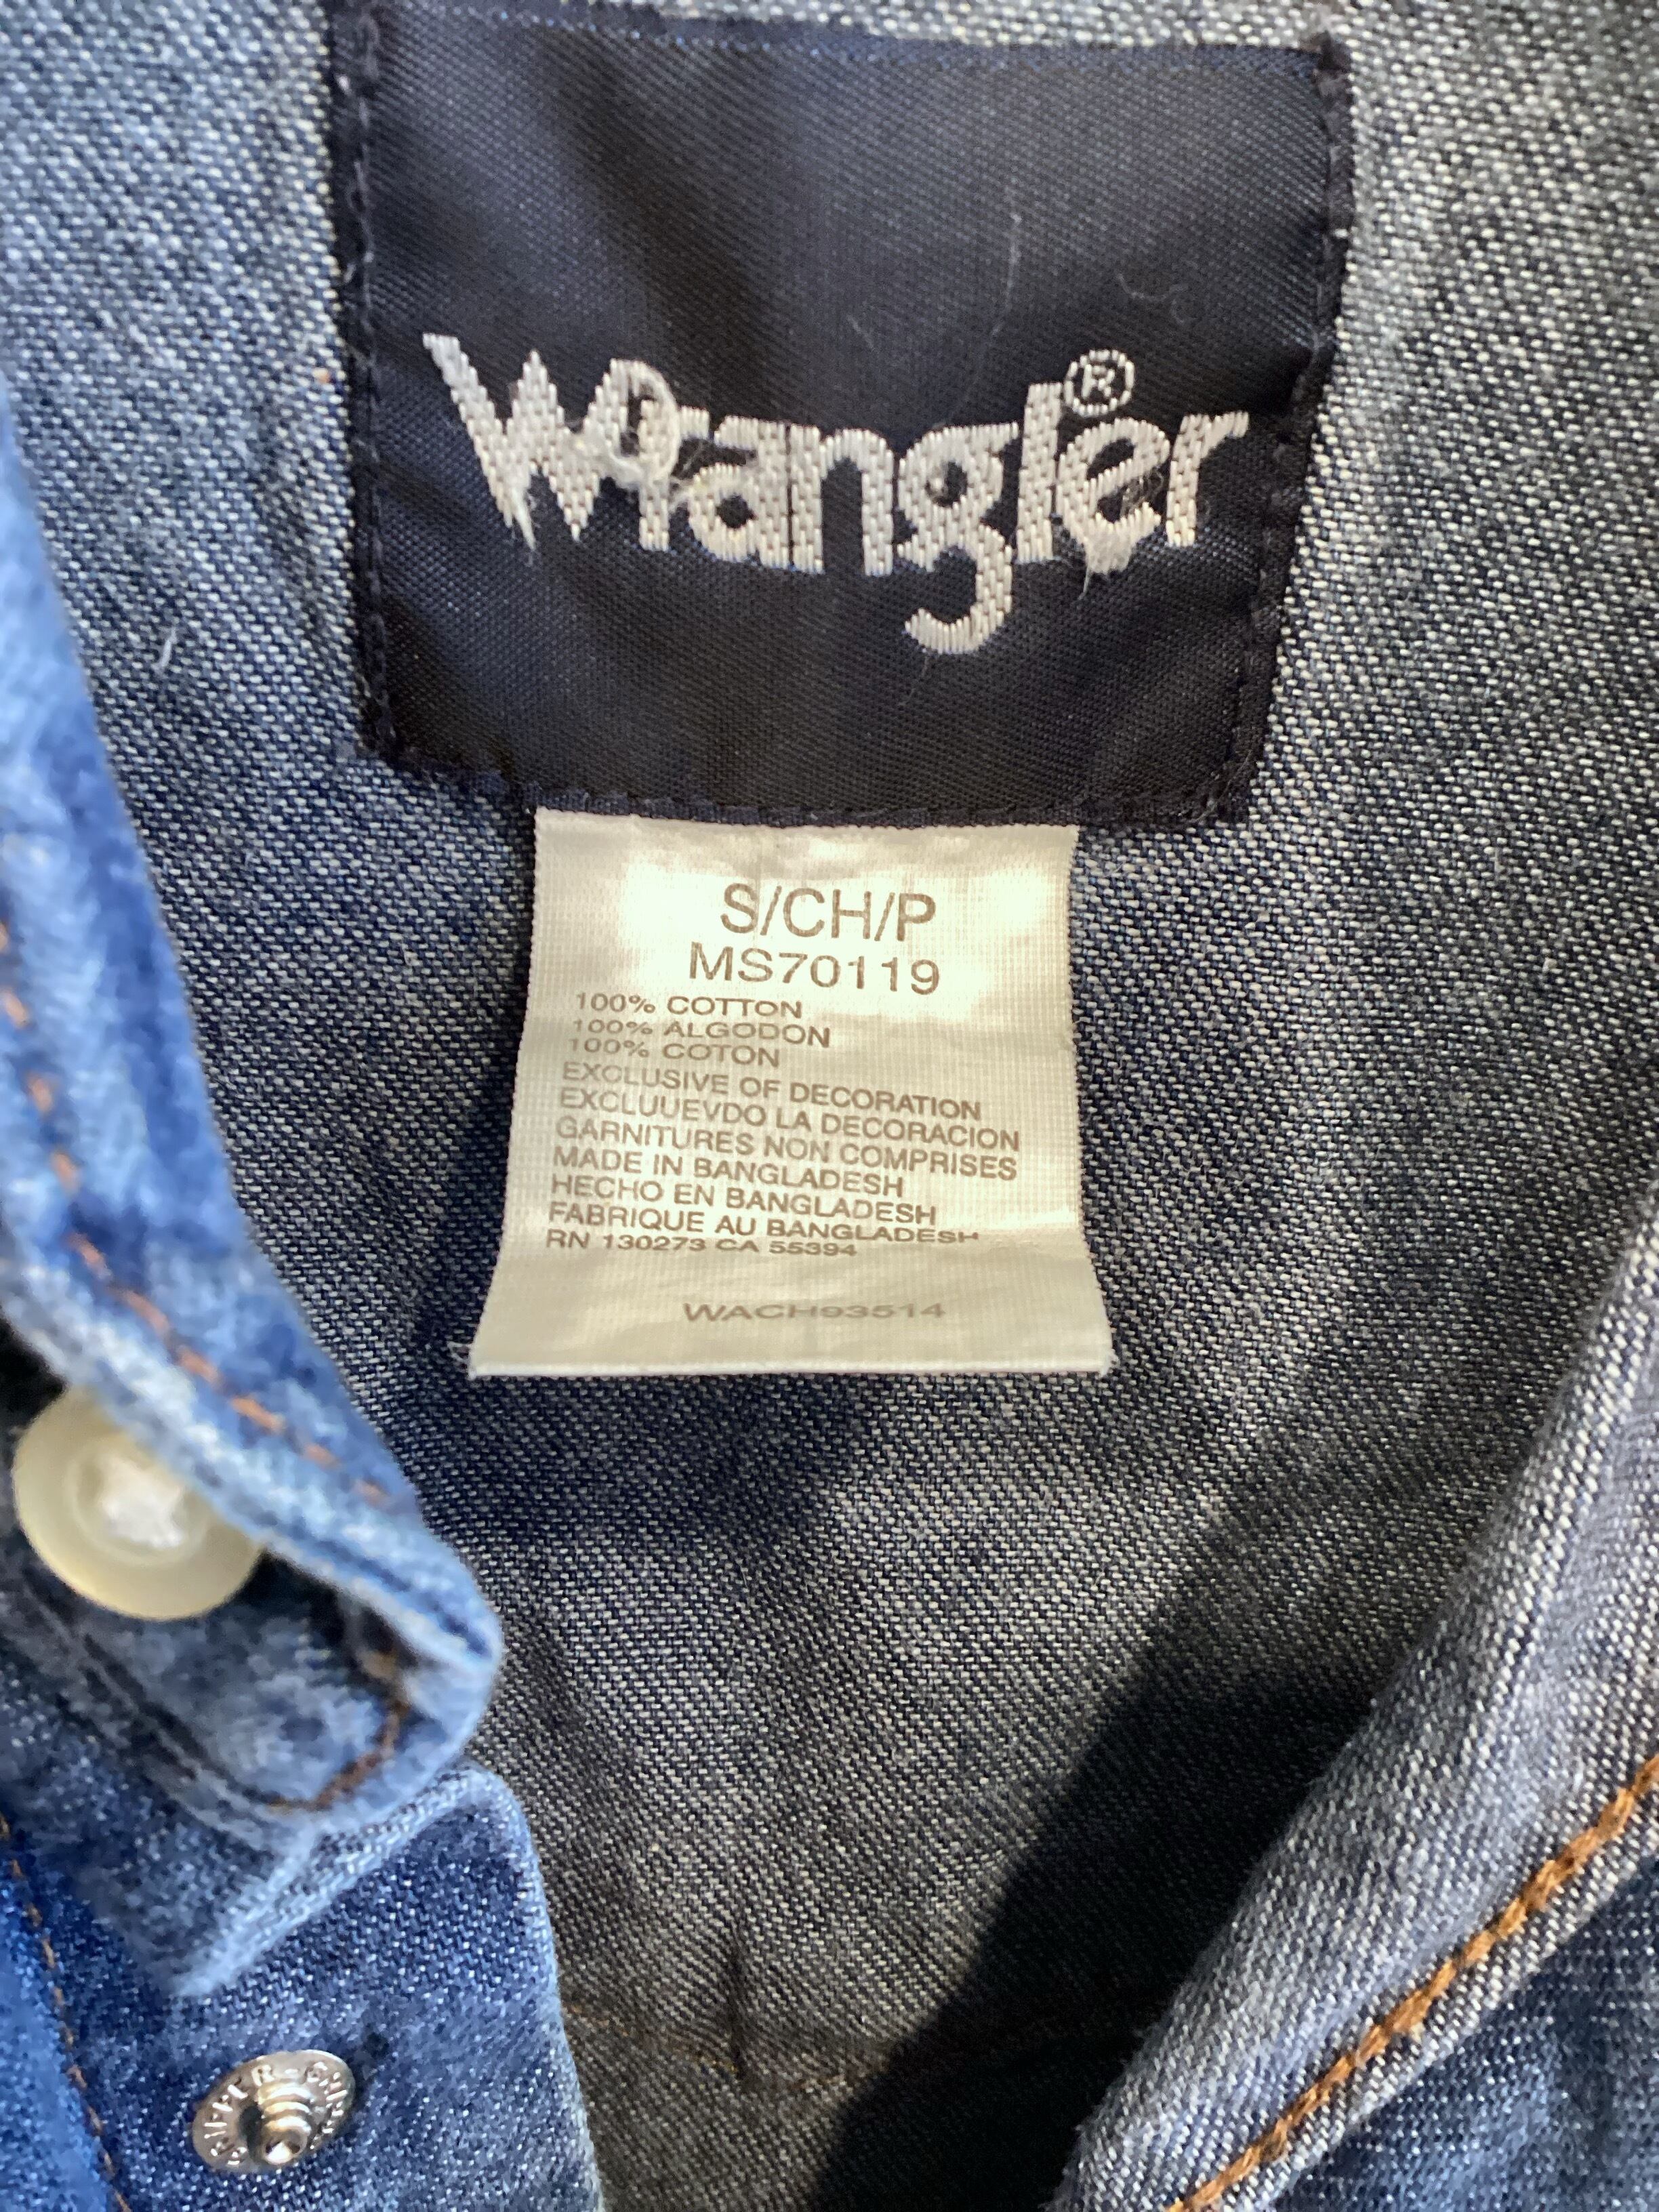 Wrangler®
S/CH/P
MS70119
100% COTTON
100% ALGODON
100% COTON
EXCLUSIVE OF DECORATION
EXCLUUEVDO LA DECORACION
GARNITURES NON COMPRISES
MADE IN BANGLADESH
HECHO EN BANGLADESH
FABRIQUE AU BANGLADESH
RN 130273 CA 55394
WACH93514